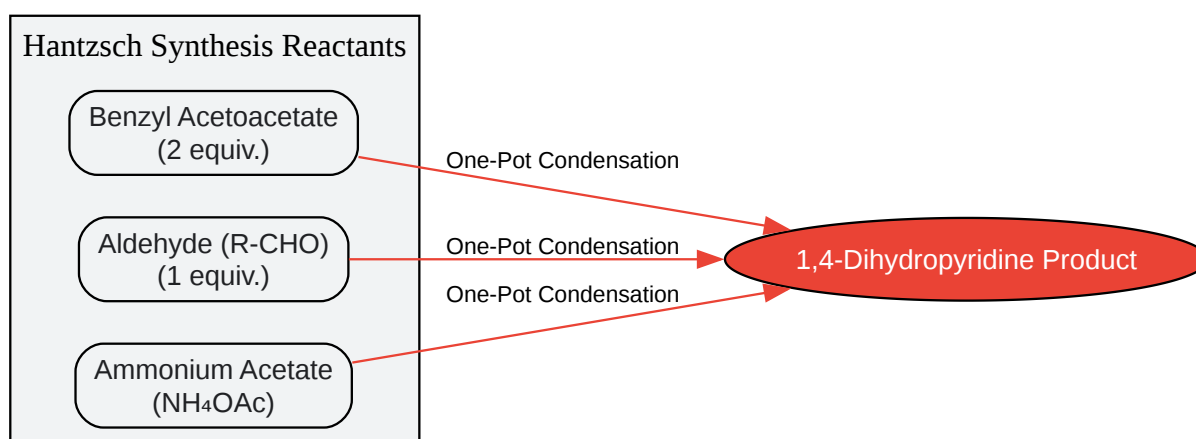 Hantzsch Synthesis Reactants
Benzyl Acetoacetate
(2 equiv.)
One-Pot Condensation
Aldehyde (R-CHO)
(1 equiv.)
One-Pot Condensation
1,4-Dihydropyridine Product
One-Pot Condensation
Ammonium Acetate
(NH₄OAc)